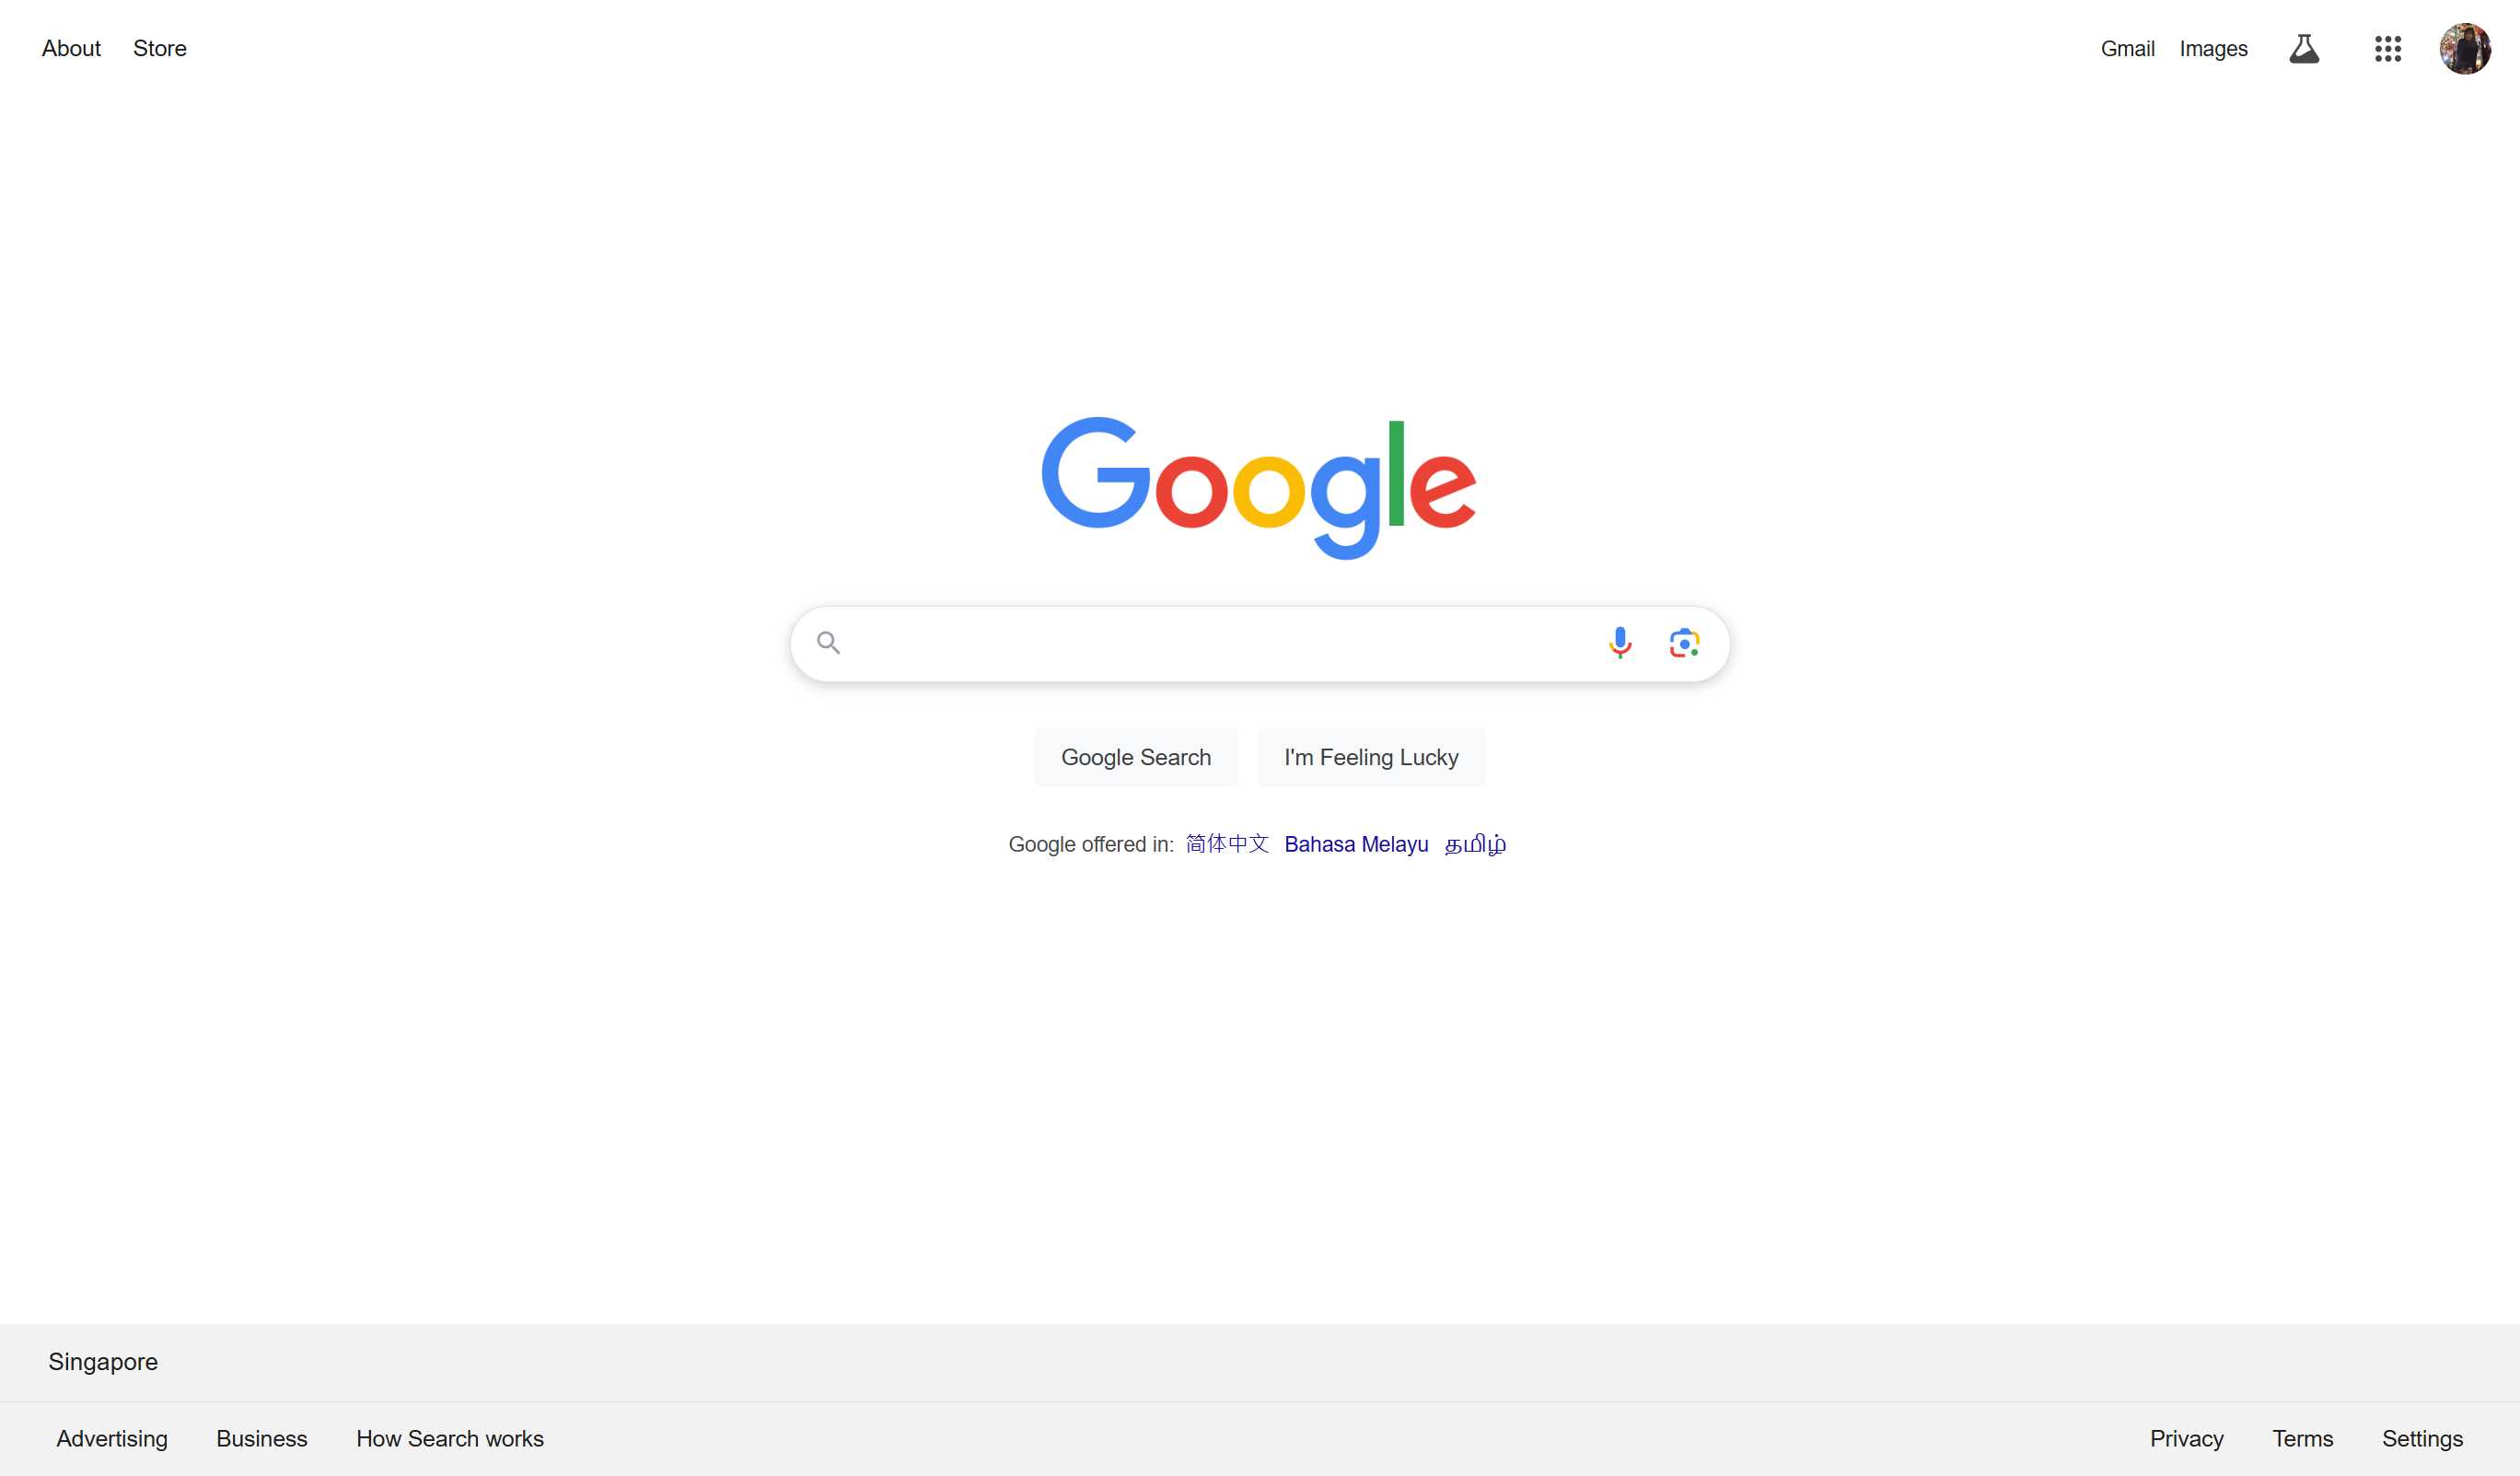 About Store Gmail Images
Google
Google Search I'm Feeling Lucky
Google offered in: 简体中文 Bahasa Melayu தமிழ்
Singapore
Advertising Business How Search works Privacy Terms Settings